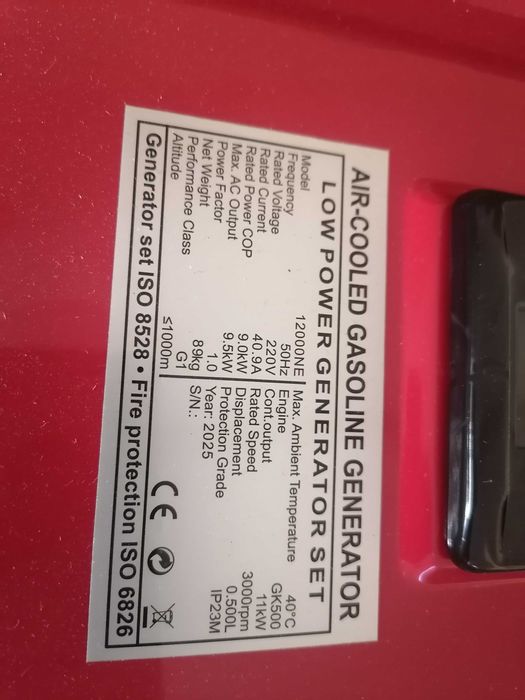 AIR-COOLED GASOLINE GENERATOR
LOW POWER GENERATOR SET
Model 12000NE
Frequency 50Hz
Rated Voltage 220V
Rated Current 40.9A
Rated Power COP 9.0kW
Max. AC Output 9.5kW
Power Factor 1.0
Net Weight 89kg
Performance Class G1
Altitude ≤1000m
Max. Ambient Temperature 40°C
Engine GK500
Cont.output 11kW
Rated Speed 3000rpm
Displacement 0.500L
Protection Grade IP23M
Year: 2025
S/N.:
CE
Generator set ISO 8528 • Fire protection ISO 6826